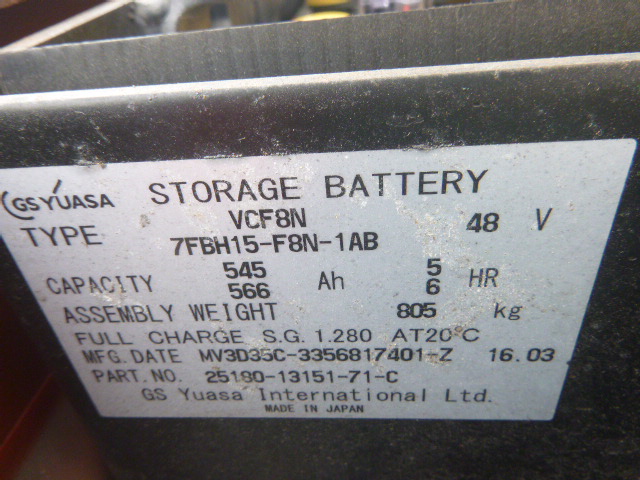 GS YUASA STORAGE BATTERY
TYPE VCF8N 48 V
7FBH15-F8N-1AB
CAPACITY 545 Ah 5 HR
566 6
ASSEMBLY WEIGHT 805 kg
FULL CHARGE S.G. 1.280 AT20°C
MFG. DATE MV3D35C-3356817401-Z 16.03
PART. NO. 25180-13151-71-C
GS Yuasa International Ltd.
MADE IN JAPAN